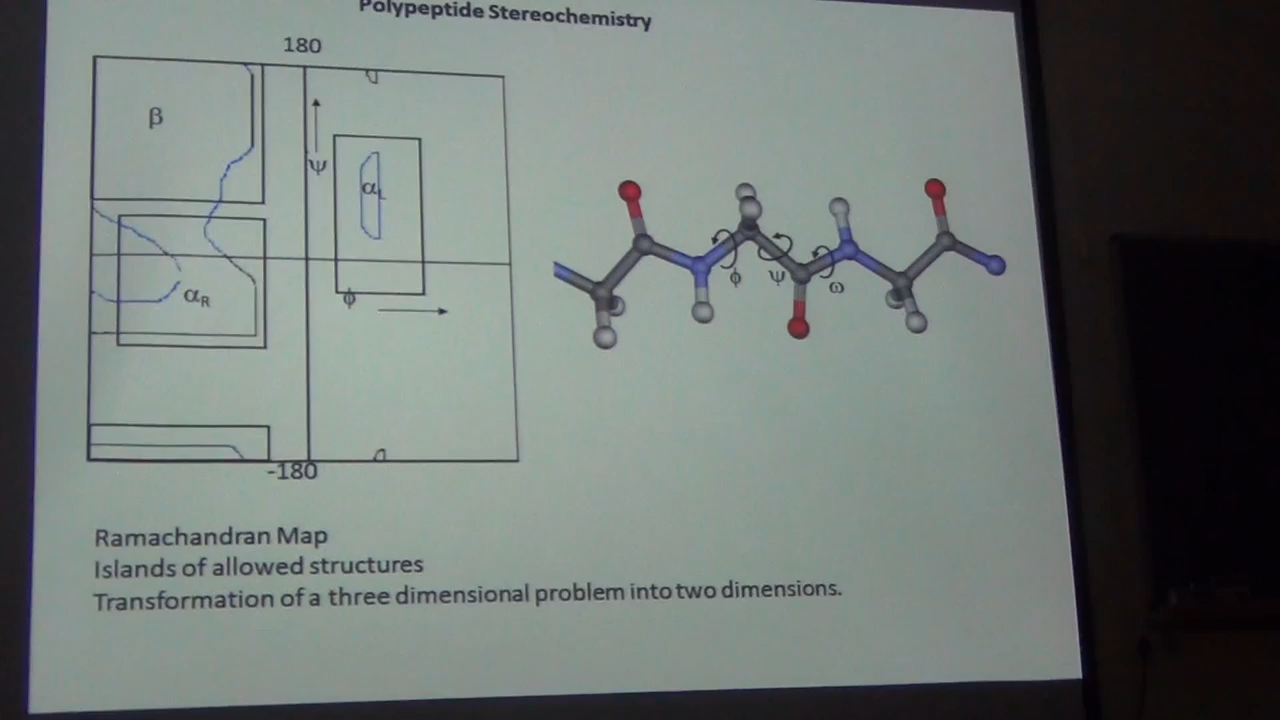 Polypeptide Stereochemistry
180
β
ψ
αL
αR
ϕ
-180
ϕ
ψ
ω
Ramachandran Map
Islands of allowed structures
Transformation of a three dimensional problem into two dimensions.